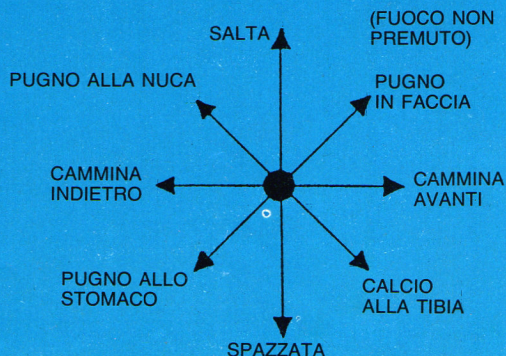 (FUOCO NON
PREMUTO)
SALTA
PUGNO ALLA NUCA
PUGNO
IN FACCIA
CAMMINA
INDIETRO
CAMMINA
AVANTI
PUGNO ALLO
STOMACO
CALCIO
ALLA TIBIA
SPAZZATA